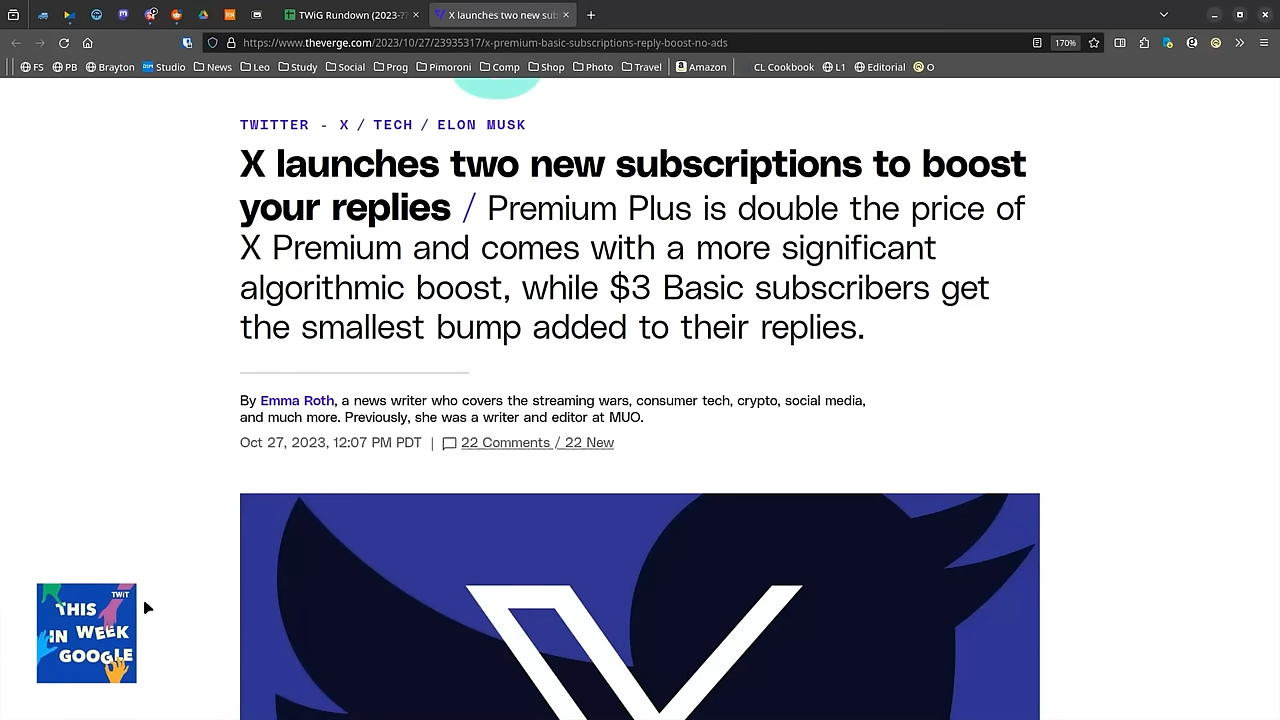 TWiG Rundown (2023-??
X launches two new sub
https://www.theverge.com/2023/10/27/23935317/x-premium-basic-subscriptions-reply-boost-no-ads
170%
FS PB Brayton Studio News Leo Study Social Prog Pimoroni Comp Shop Photo Travel Amazon CL Cookbook L1 Editorial O
TWITTER - X / TECH / ELON MUSK
X launches two new subscriptions to boost
your replies / Premium Plus is double the price of
X Premium and comes with a more significant
algorithmic boost, while $3 Basic subscribers get
the smallest bump added to their replies.
By Emma Roth, a news writer who covers the streaming wars, consumer tech, crypto, social media,
and much more. Previously, she was a writer and editor at MUO.
Oct 27, 2023, 12:07 PM PDT | 22 Comments / 22 New
TWiT
THIS
IN WEEK
GOOGLE